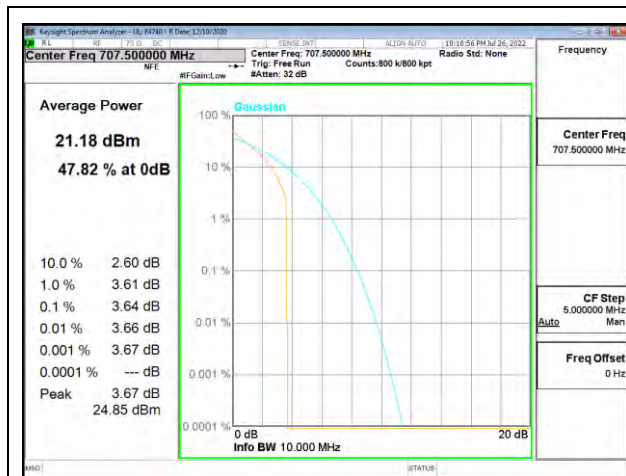 Keysight Spectrum Analyzer - UL: 84740 \ R Date: 12/10/2020
RL RF 75 Ω DC SENSE:INT ALIGN AUTO 10:18:56 PM Jul 26, 2022
Center Freq 707.500000 MHz
Center Freq: 707.500000 MHz Radio Std: None
NFE Trig: Free Run Counts:800 k/800 kpt
#IFGain:Low #Atten: 32 dB
Frequency
Average Power
21.18 dBm
47.82 % at 0dB
10.0 % 2.60 dB
1.0 % 3.61 dB
0.1 % 3.64 dB
0.01 % 3.66 dB
0.001 % 3.67 dB
0.0001 % --- dB
Peak 3.67 dB
24.85 dBm
Gaussian
100 %
10 %
1 %
0.1 %
0.01 %
0.001 %
0.0001 %
0 dB 20 dB
Info BW 10.000 MHz
Center Freq
707.500000 MHz
CF Step
5.000000 MHz
Auto Man
Freq Offset
0 Hz
MSG STATUS